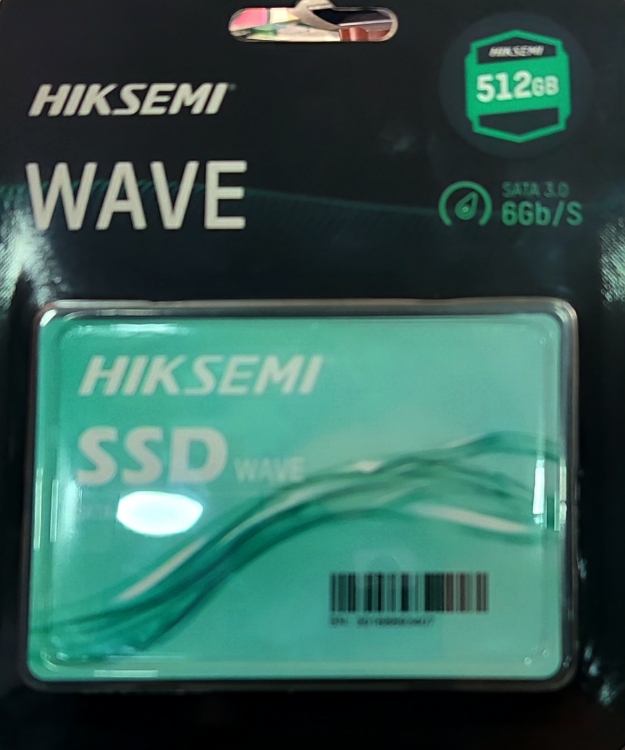 HIKSEMI
512GB
HIKSEMI
WAVE
SATA 3.0
6Gb/S
HIKSEMI
SSD WAVE